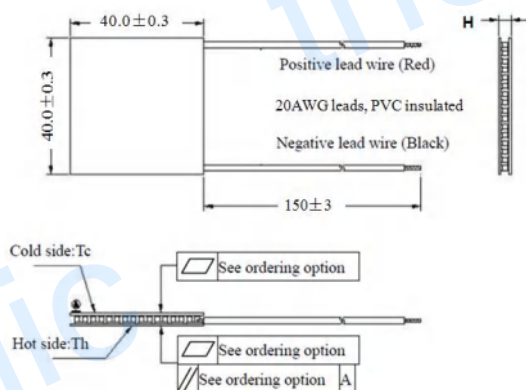 40.0±0.3
H
40.0±0.3
Positive lead wire (Red)
20AWG leads, PVC insulated
Negative lead wire (Black)
150±3
Cold side:Tc
See ordering option
A
Hot side:Th
See ordering option
See ordering option A